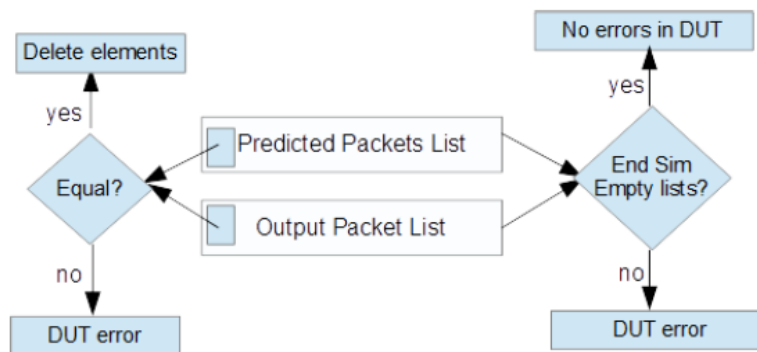 No errors in DUT
Delete elements
yes
yes
Predicted Packets List
Equal?
End Sim
Empty lists?
Output Packet List
no
no
DUT error
DUT error